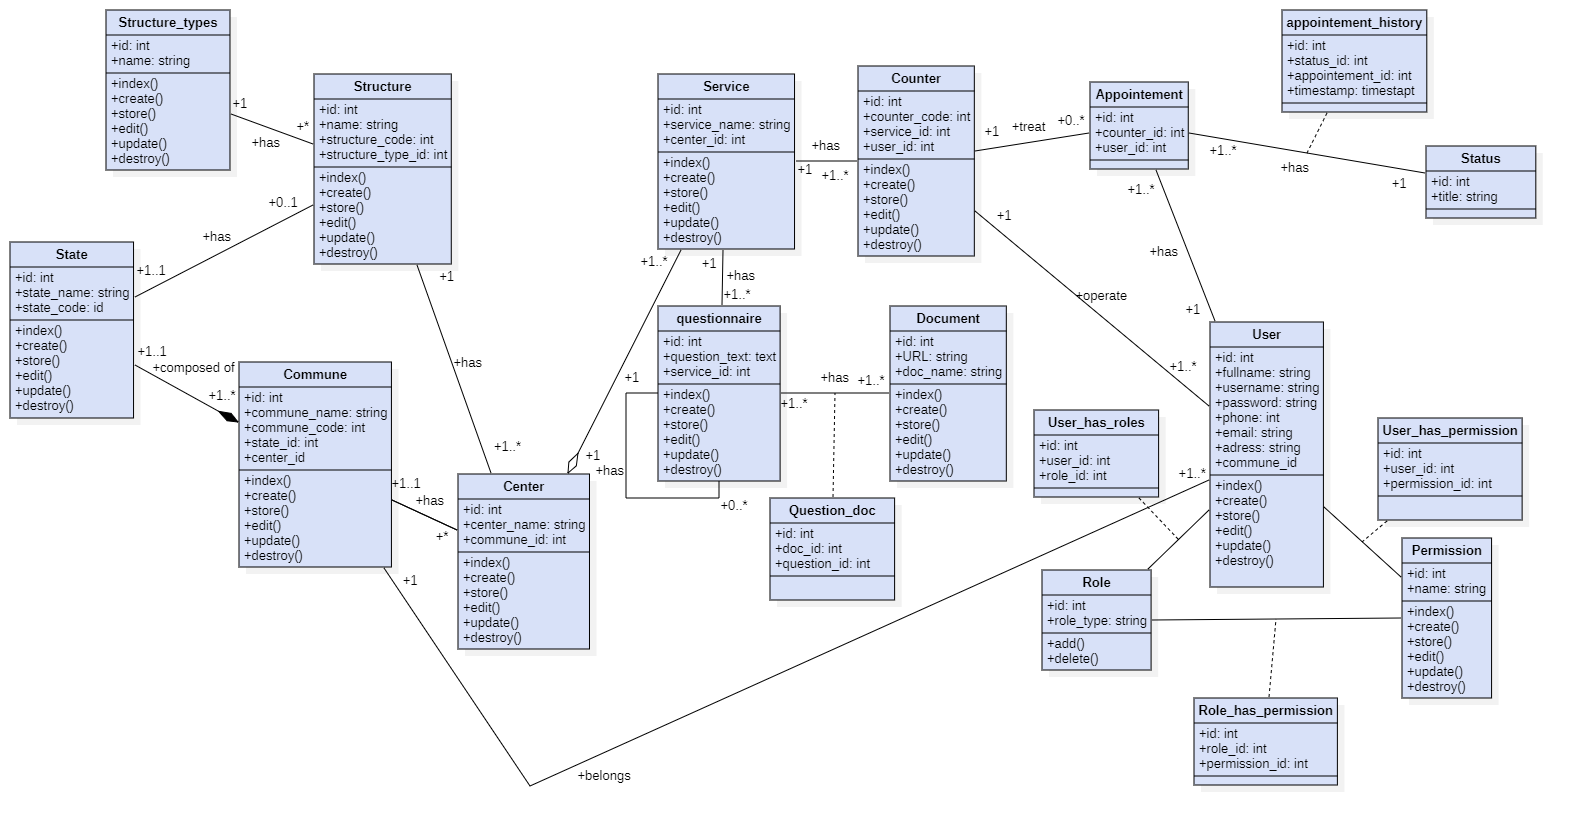 Structure_types
+id: int
+name: string
+index()
+create()
+store()
+edit()
+update()
+destroy()
+1
+has
+*
Structure
+id: int
+name: string
+structure_code: int
+structure_type_id: int
+index()
+create()
+store()
+edit()
+update()
+destroy()
+0..1
+has
+1..1
State
+id: int
+state_name: string
+state_code: id
+index()
+create()
+store()
+edit()
+update()
+destroy()
+1..1
+composed of
+1..*
Commune
+id: int
+commune_name: string
+commune_code: int
+state_id: int
+center_id
+index()
+create()
+store()
+edit()
+update()
+destroy()
+1..1
+has
+*
+1
+belongs
+1..*
+1
+has
+1..*
Center
+id: int
+center_name: string
+commune_id: int
+index()
+create()
+store()
+edit()
+update()
+destroy()
+1
+1..*
Service
+id: int
+service_name: string
+center_id: int
+index()
+create()
+store()
+edit()
+update()
+destroy()
+has
+1
+1..*
+1
+has
+1..*
questionnaire
+id: int
+question_text: text
+service_id: int
+index()
+create()
+store()
+edit()
+update()
+destroy()
+1
+has
+0..*
+has
+1..*
+1..*
Document
+id: int
+URL: string
+doc_name: string
+index()
+create()
+store()
+edit()
+update()
+destroy()
Question_doc
+id: int
+doc_id: int
+question_id: int
Counter
+id: int
+counter_code: int
+service_id: int
+user_id: int
+index()
+create()
+store()
+edit()
+update()
+destroy()
+1
+treat
+0..*
+1
+operate
+1..*
Appointement
+id: int
+counter_id: int
+user_id: int
+1..*
+has
+1
+1..*
+has
+1
appointement_history
+id: int
+status_id: int
+appointement_id: int
+timestamp: timestapt
Status
+id: int
+title: string
User
+id: int
+fullname: string
+username: string
+password: string
+phone: int
+email: string
+adress: string
+commune_id
+index()
+create()
+store()
+edit()
+update()
+destroy()
User_has_roles
+id: int
+user_id: int
+role_id: int
User_has_permission
+id: int
+user_id: int
+permission_id: int
Role
+id: int
+role_type: string
+add()
+delete()
Permission
+id: int
+name: string
+index()
+create()
+store()
+edit()
+update()
+destroy()
Role_has_permission
+id: int
+role_id: int
+permission_id: int